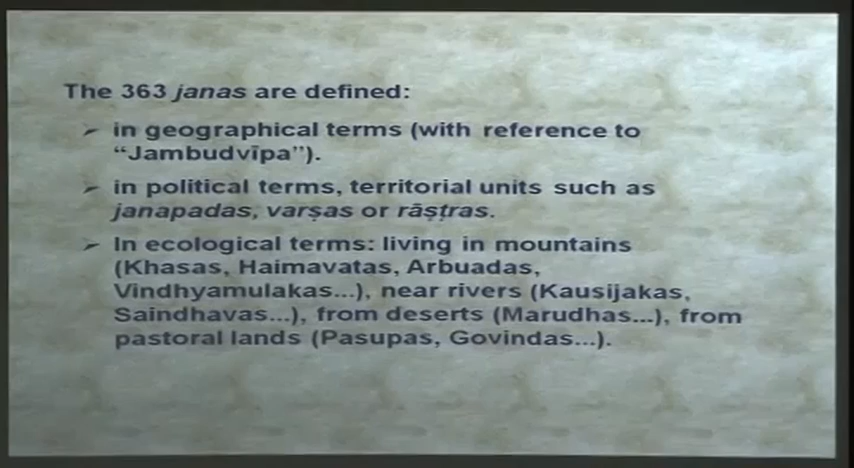 The 363 janas are defined:
➢ in geographical terms (with reference to
“Jambudvīpa”).
➢ in political terms, territorial units such as
janapadas, varṣas or rāṣṭras.
➢ In ecological terms: living in mountains
(Khasas, Haimavatas, Arbuadas,
Vindhyamulakas...), near rivers (Kausijakas,
Saindhavas...), from deserts (Marudhas...), from
pastoral lands (Pasupas, Govindas...).